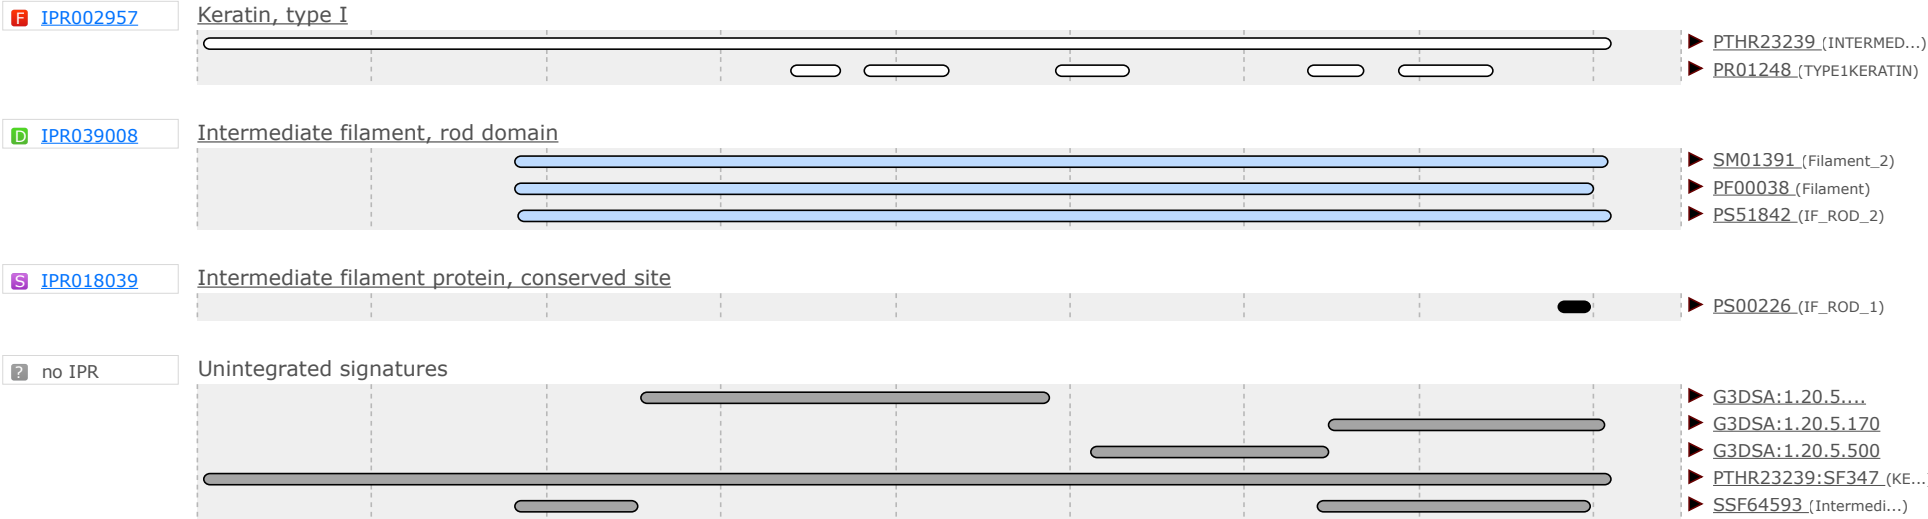 F IPR002957 Keratin, type I
PTHR23239 (INTERMED...)
PR01248 (TYPE1KERATIN)
D IPR039008 Intermediate filament, rod domain
SM01391 (Filament_2)
PF00038 (Filament)
PS51842 (IF_ROD_2)
S IPR018039 Intermediate filament protein, conserved site
PS00226 (IF_ROD_1)
? no IPR Unintegrated signatures
G3DSA:1.20.5....
G3DSA:1.20.5.170
G3DSA:1.20.5.500
PTHR23239:SF347 (KE...
SSF64593 (Intermedi...)